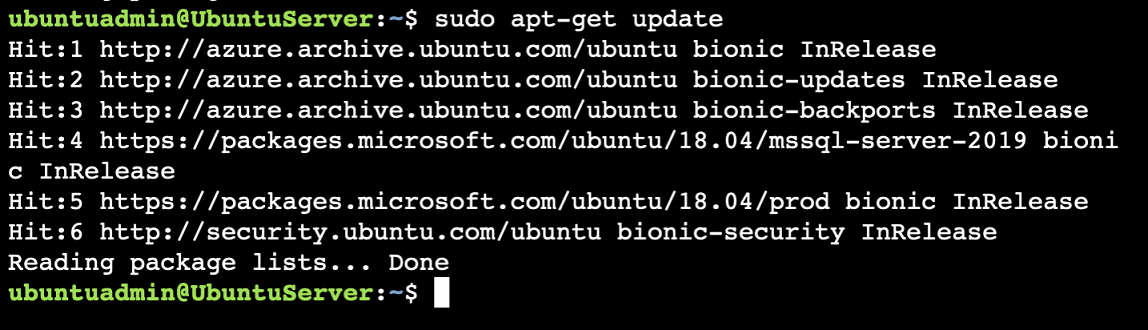 ubuntuadmin@UbuntuServer:~$ sudo apt-get update
Hit:1 http://azure.archive.ubuntu.com/ubuntu bionic InRelease
Hit:2 http://azure.archive.ubuntu.com/ubuntu bionic-updates InRelease
Hit:3 http://azure.archive.ubuntu.com/ubuntu bionic-backports InRelease
Hit:4 https://packages.microsoft.com/ubuntu/18.04/mssql-server-2019 bioni
c InRelease
Hit:5 https://packages.microsoft.com/ubuntu/18.04/prod bionic InRelease
Hit:6 http://security.ubuntu.com/ubuntu bionic-security InRelease
Reading package lists... Done
ubuntuadmin@UbuntuServer:~$